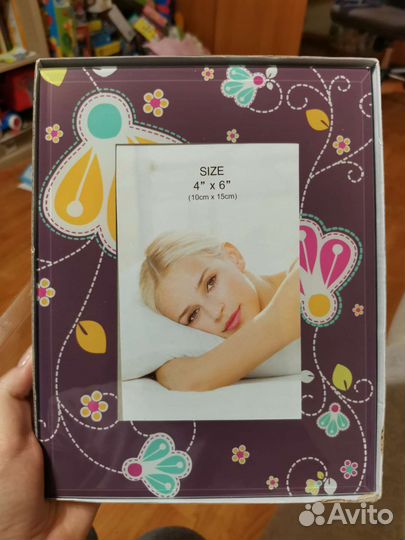 SIZE
4” x 6”
(10cm x 15cm)
Avito